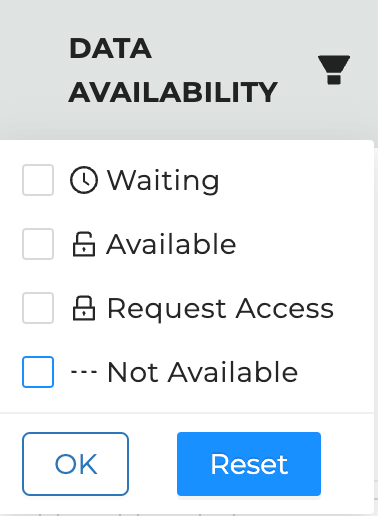 DATA
AVAILABILITY
Waiting
Available
Request Access
--- Not Available
OK
Reset